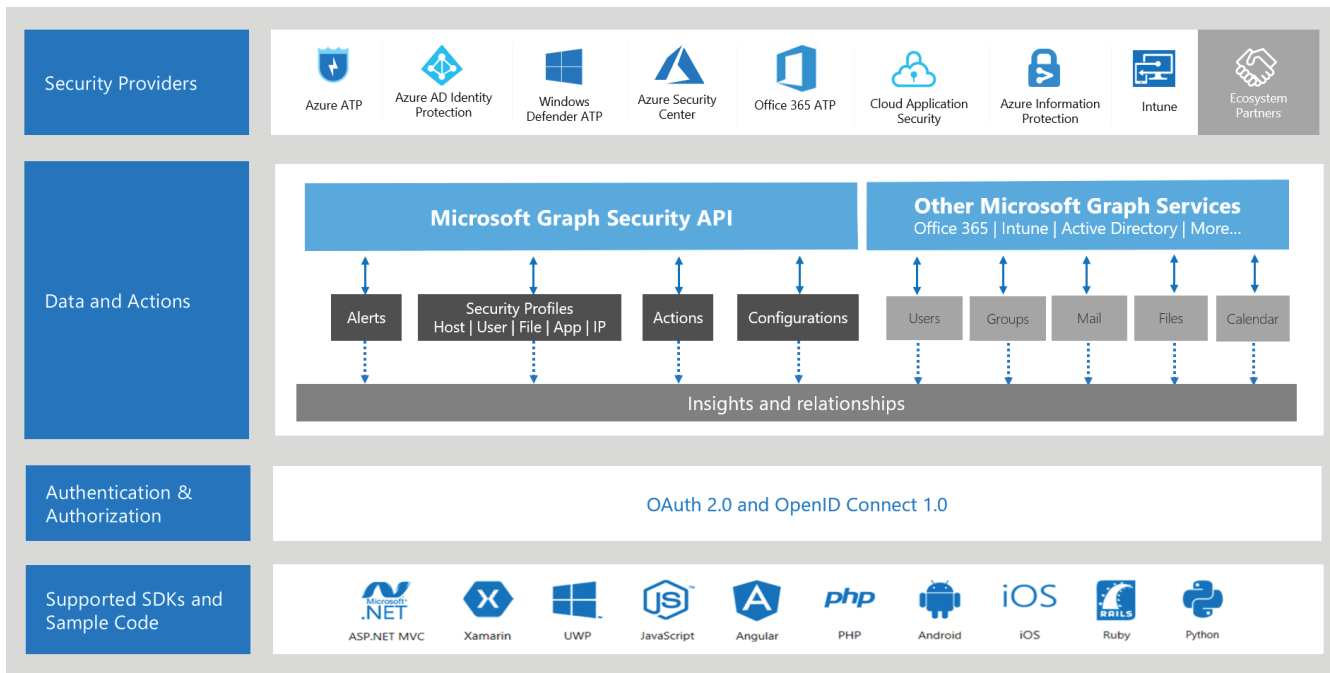 Security Providers
Azure ATP
Azure AD Identity
Protection
Windows
Defender ATP
Azure Security
Center
Office 365 ATP
Cloud Application
Security
Azure Information
Protection
Intune
Ecosystem
Partners
Data and Actions
Microsoft Graph Security API
Other Microsoft Graph Services
Office 365 | Intune | Active Directory | More...
Alerts
Security Profiles
Host | User | File | App | IP
Actions
Configurations
Users
Groups
Mail
Files
Calendar
Insights and relationships
Authentication &
Authorization
OAuth 2.0 and OpenID Connect 1.0
Supported SDKs and
Sample Code
Microsoft®
.NET
ASP.NET MVC
Xamarin
UWP
JS™
JavaScript
A
Angular
php
PHP
Android
iOS
iOS
RAILS
Ruby
Python